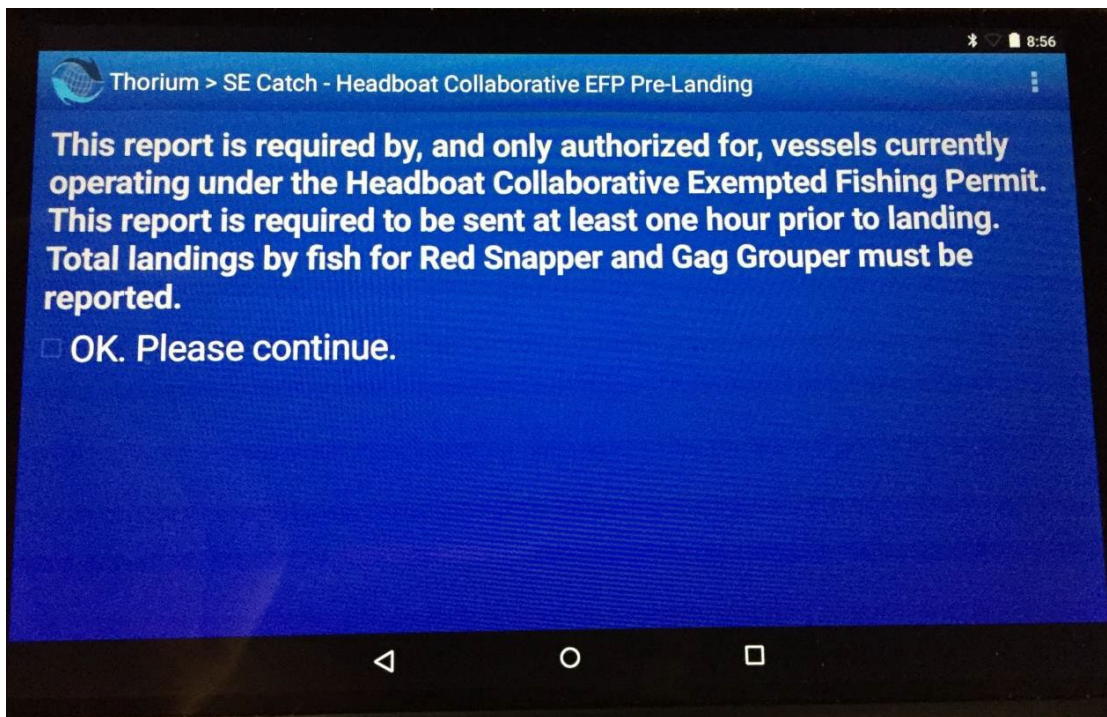 8:56
Thorium > SE Catch - Headboat Collaborative EFP Pre-Landing
This report is required by, and only authorized for, vessels currently
operating under the Headboat Collaborative Exempted Fishing Permit.
This report is required to be sent at least one hour prior to landing.
Total landings by fish for Red Snapper and Gag Grouper must be
reported.
OK. Please continue.